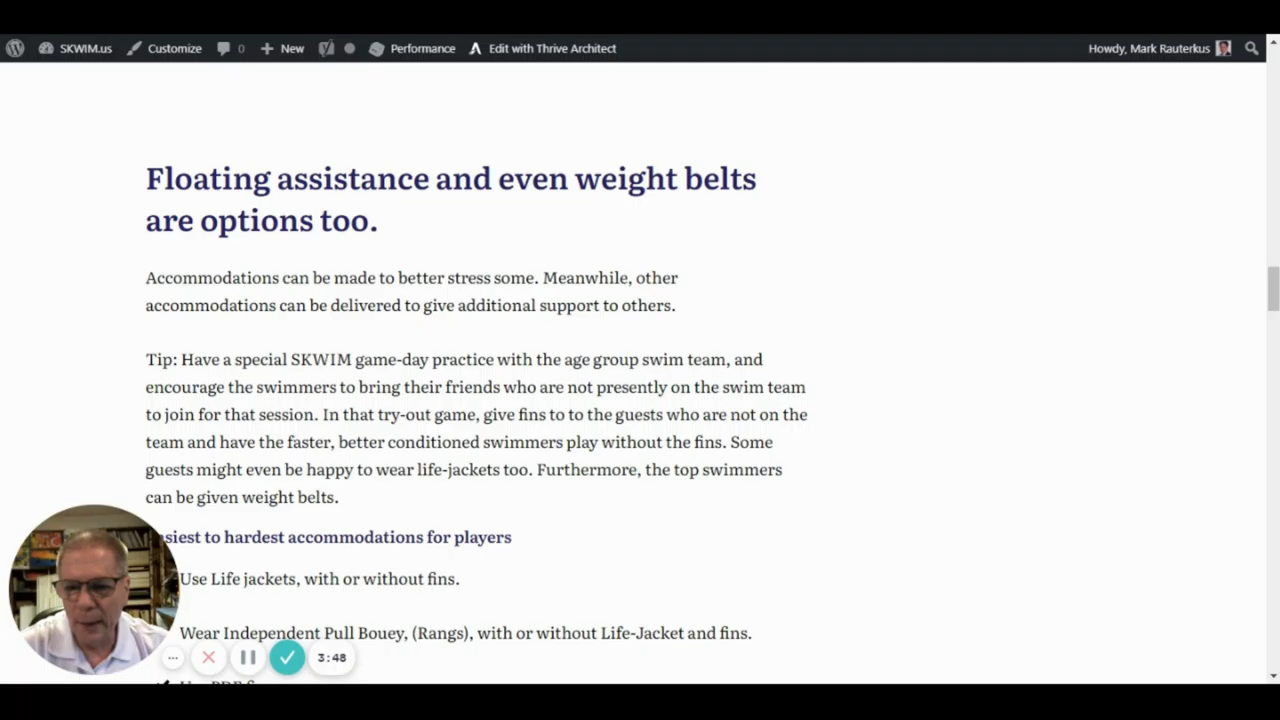 SKWIM.us Customize 0 New Performance Edit with Thrive Architect Howdy, Mark Rauterkus
Floating assistance and even weight belts
are options too.
Accommodations can be made to better stress some. Meanwhile, other
accommodations can be delivered to give additional support to others.
Tip: Have a special SKWIM game-day practice with the age group swim team, and
encourage the swimmers to bring their friends who are not presently on the swim team
to join for that session. In that try-out game, give fins to to the guests who are not on the
team and have the faster, better conditioned swimmers play without the fins. Some
guests might even be happy to wear life-jackets too. Furthermore, the top swimmers
can be given weight belts.
siest to hardest accommodations for players
Use Life jackets, with or without fins.
Wear Independent Pull Bouey, (Rangs), with or without Life-Jacket and fins.
3:48